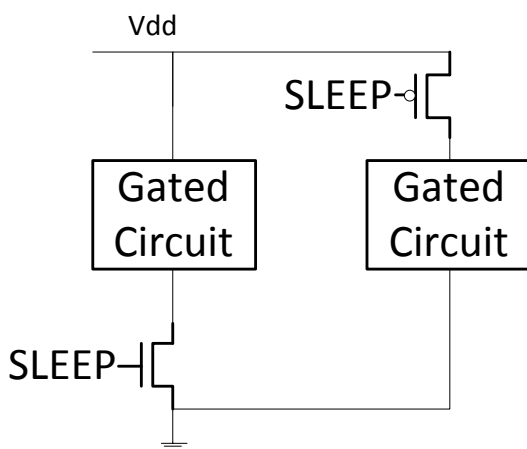 Vdd
SLEEP
Gated
Circuit
Gated
Circuit
SLEEP